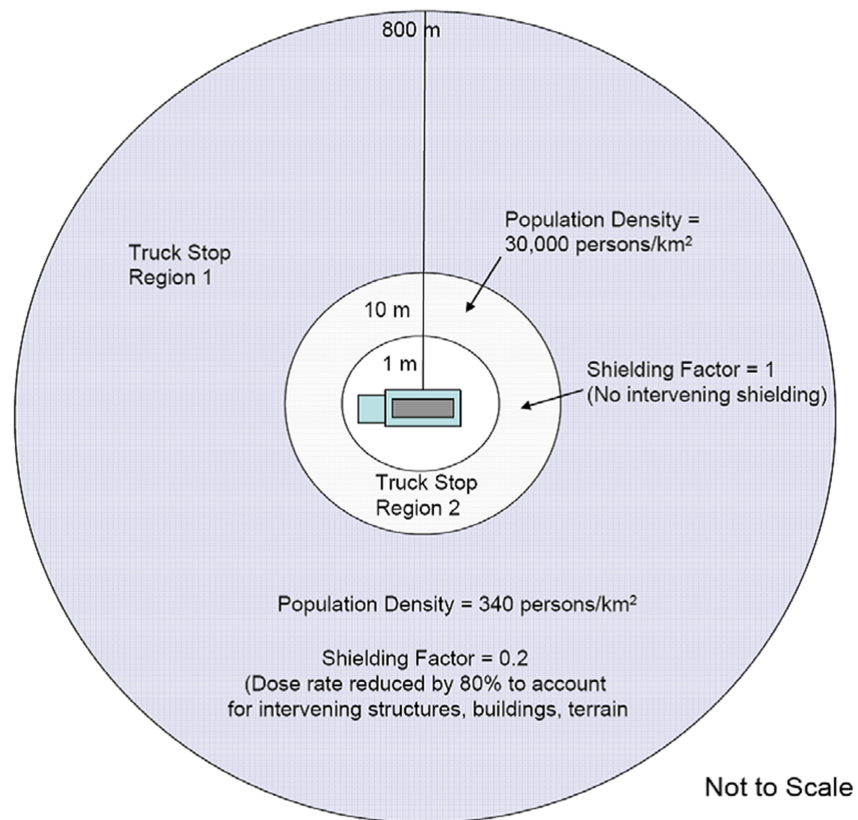 800 m
Population Density =
30,000 persons/km²
Truck Stop
Region 1
10 m
1 m
Shielding Factor = 1
(No intervening shielding)
Truck Stop
Region 2
Population Density = 340 persons/km²
Shielding Factor = 0.2
(Dose rate reduced by 80% to account
for intervening structures, buildings, terrain
Not to Scale